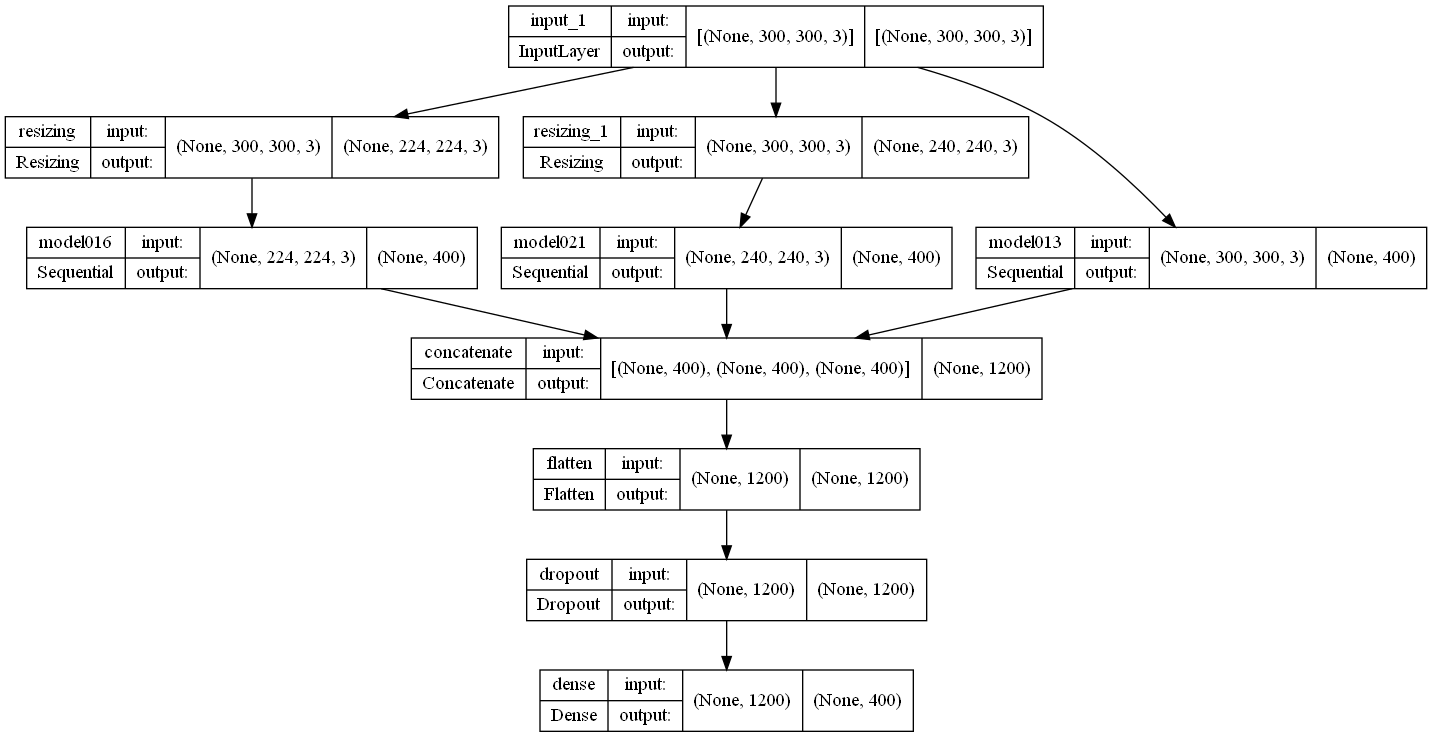 input_1 input: [(None, 300, 300, 3)] [(None, 300, 300, 3)]
InputLayer output:
resizing input: (None, 300, 300, 3) (None, 224, 224, 3)
Resizing output:
resizing_1 input: (None, 300, 300, 3) (None, 240, 240, 3)
Resizing output:
model016 input: (None, 224, 224, 3) (None, 400)
Sequential output:
model021 input: (None, 240, 240, 3) (None, 400)
Sequential output:
model013 input: (None, 300, 300, 3) (None, 400)
Sequential output:
concatenate input: [(None, 400), (None, 400), (None, 400)] (None, 1200)
Concatenate output:
flatten input: (None, 1200) (None, 1200)
Flatten output:
dropout input: (None, 1200) (None, 1200)
Dropout output:
dense input: (None, 1200) (None, 400)
Dense output: